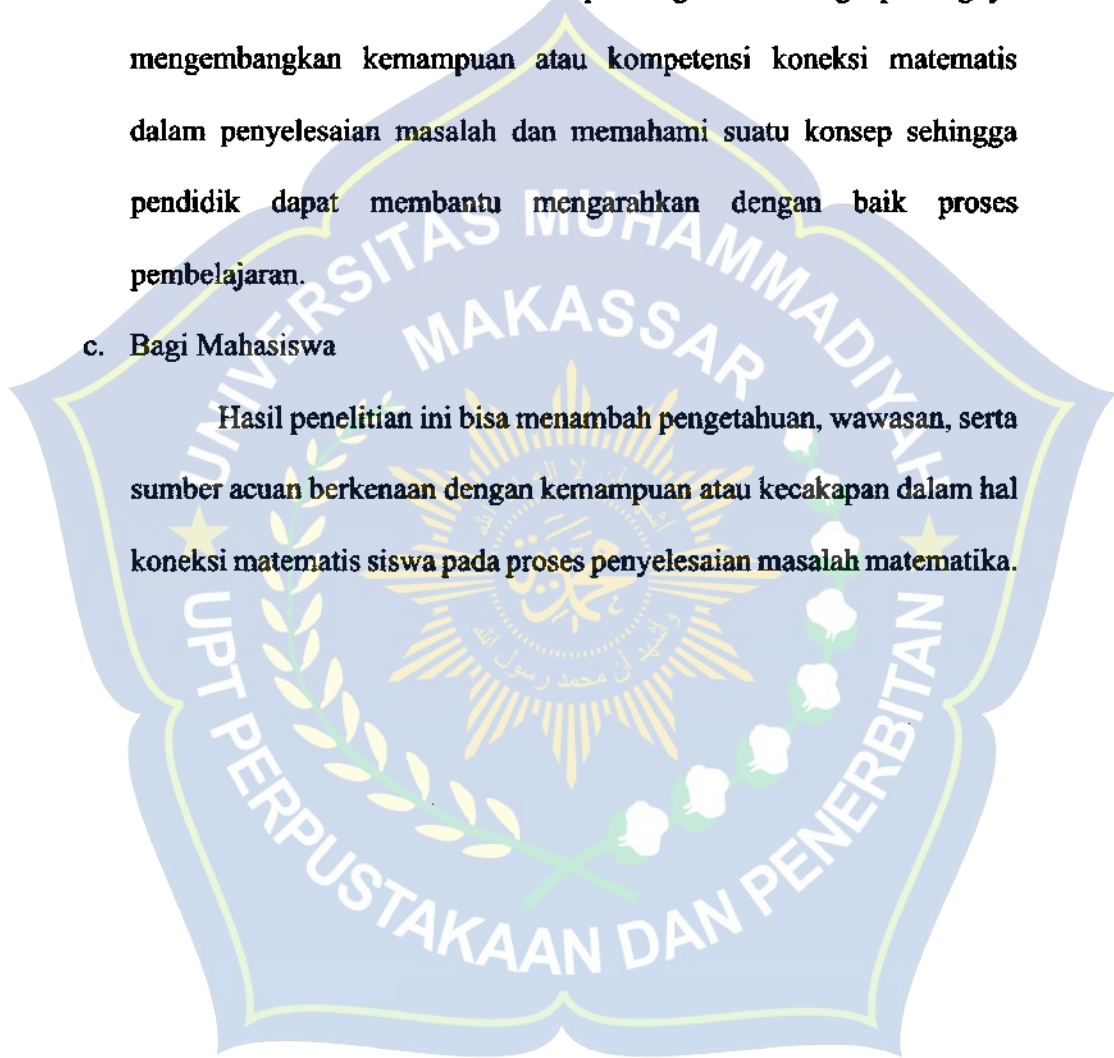 mengembangkan kemampuan atau kompetensi koneksi matematis
dalam penyelesaian masalah dan memahami suatu konsep sehingga
pendidik dapat membantu mengarahkan dengan baik proses
pembelajaran.
c. Bagi Mahasiswa
Hasil penelitian ini bisa menambah pengetahuan, wawasan, serta
sumber acuan berkenaan dengan kemampuan atau kecakapan dalam hal
koneksi matematis siswa pada proses penyelesaian masalah matematika.
UNIVERSITAS MUHAMMADIYAH
MAKASSAR
UPT PERPUSTAKAAN DAN PENERBITAN